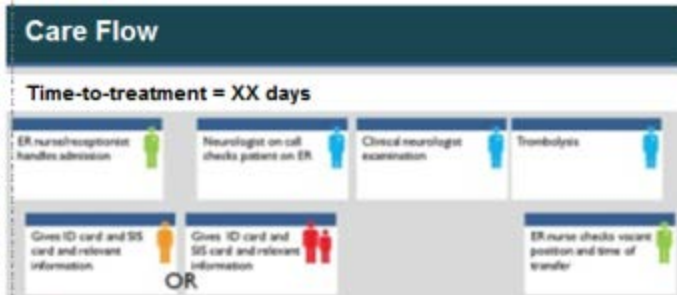 Care Flow
Time-to-treatment = XX days
ER nurse/receptionist
handles admission
Neurologist on call
checks patient on ER
Clinical neurologist
examination
Trombolysis
Gives ID card and SIS
card and relevant
information
OR
Gives ID card and
SIS card and relevant
information
ER nurse checks vacant
position and time of
transfer